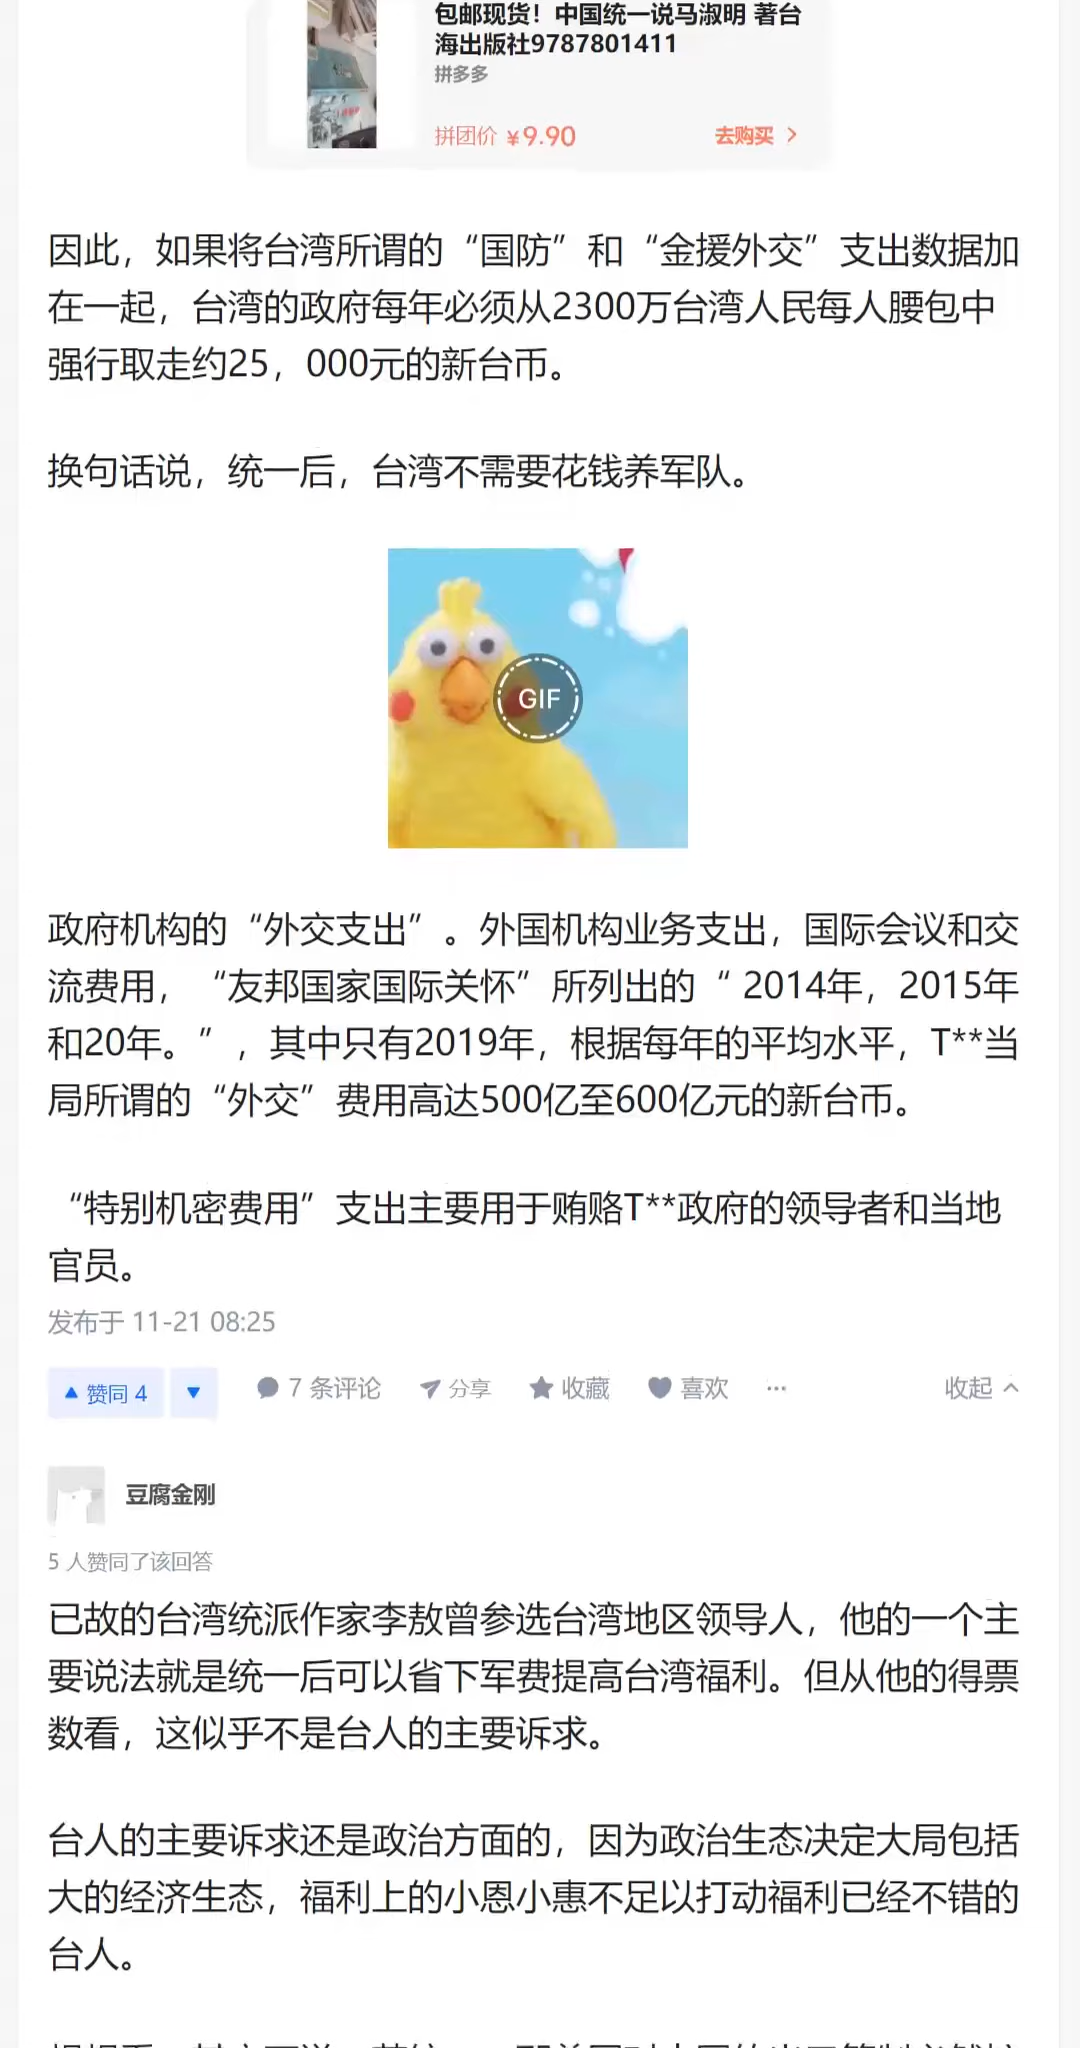 包邮现货！中国统一说马淑明 著台
海出版社9787801411
拼多多
拼团价 ¥9.90
去购买
因此，如果将台湾所谓的“国防”和“金援外交”支出数据加
在一起，台湾的政府每年必须从2300万台湾人民每人腰包中
强行取走约25，000元的新台币。
换句话说，统一后，台湾不需要花钱养军队。
GIF
政府机构的“外交支出”。外国机构业务支出，国际会议和交
流费用，“友邦国家国际关怀”所列出的“ 2014年，2015年
和20年。”，其中只有2019年，根据每年的平均水平，T**当
局所谓的“外交”费用高达500亿至600亿元的新台币。
“特别机密费用”支出主要用于贿赂T**政府的领导者和当地
官员。
发布于 11-21 08:25
赞同 4
7 条评论
分享
收藏
喜欢
收起
豆腐金刚
5 人赞同了该回答
已故的台湾统派作家李敖曾参选台湾地区领导人，他的一个主
要说法就是统一后可以省下军费提高台湾福利。但从他的得票
数看，这似乎不是台人的主要诉求。
台人的主要诉求还是政治方面的，因为政治生态决定大局包括
大的经济生态，福利上的小恩小惠不足以打动福利已经不错的
台人。